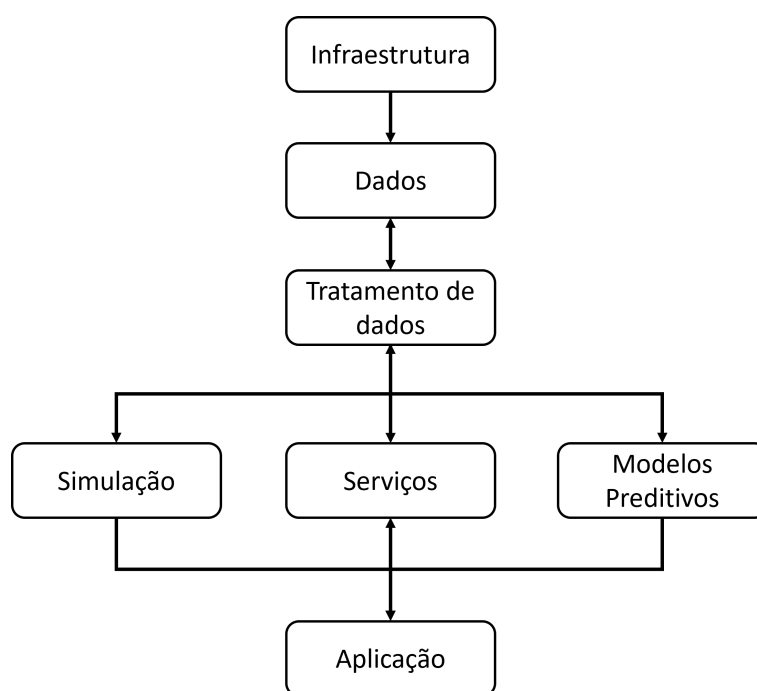 Infraestrutura
Dados
Tratamento de
dados
Simulação
Serviços
Modelos
Preditivos
Aplicação